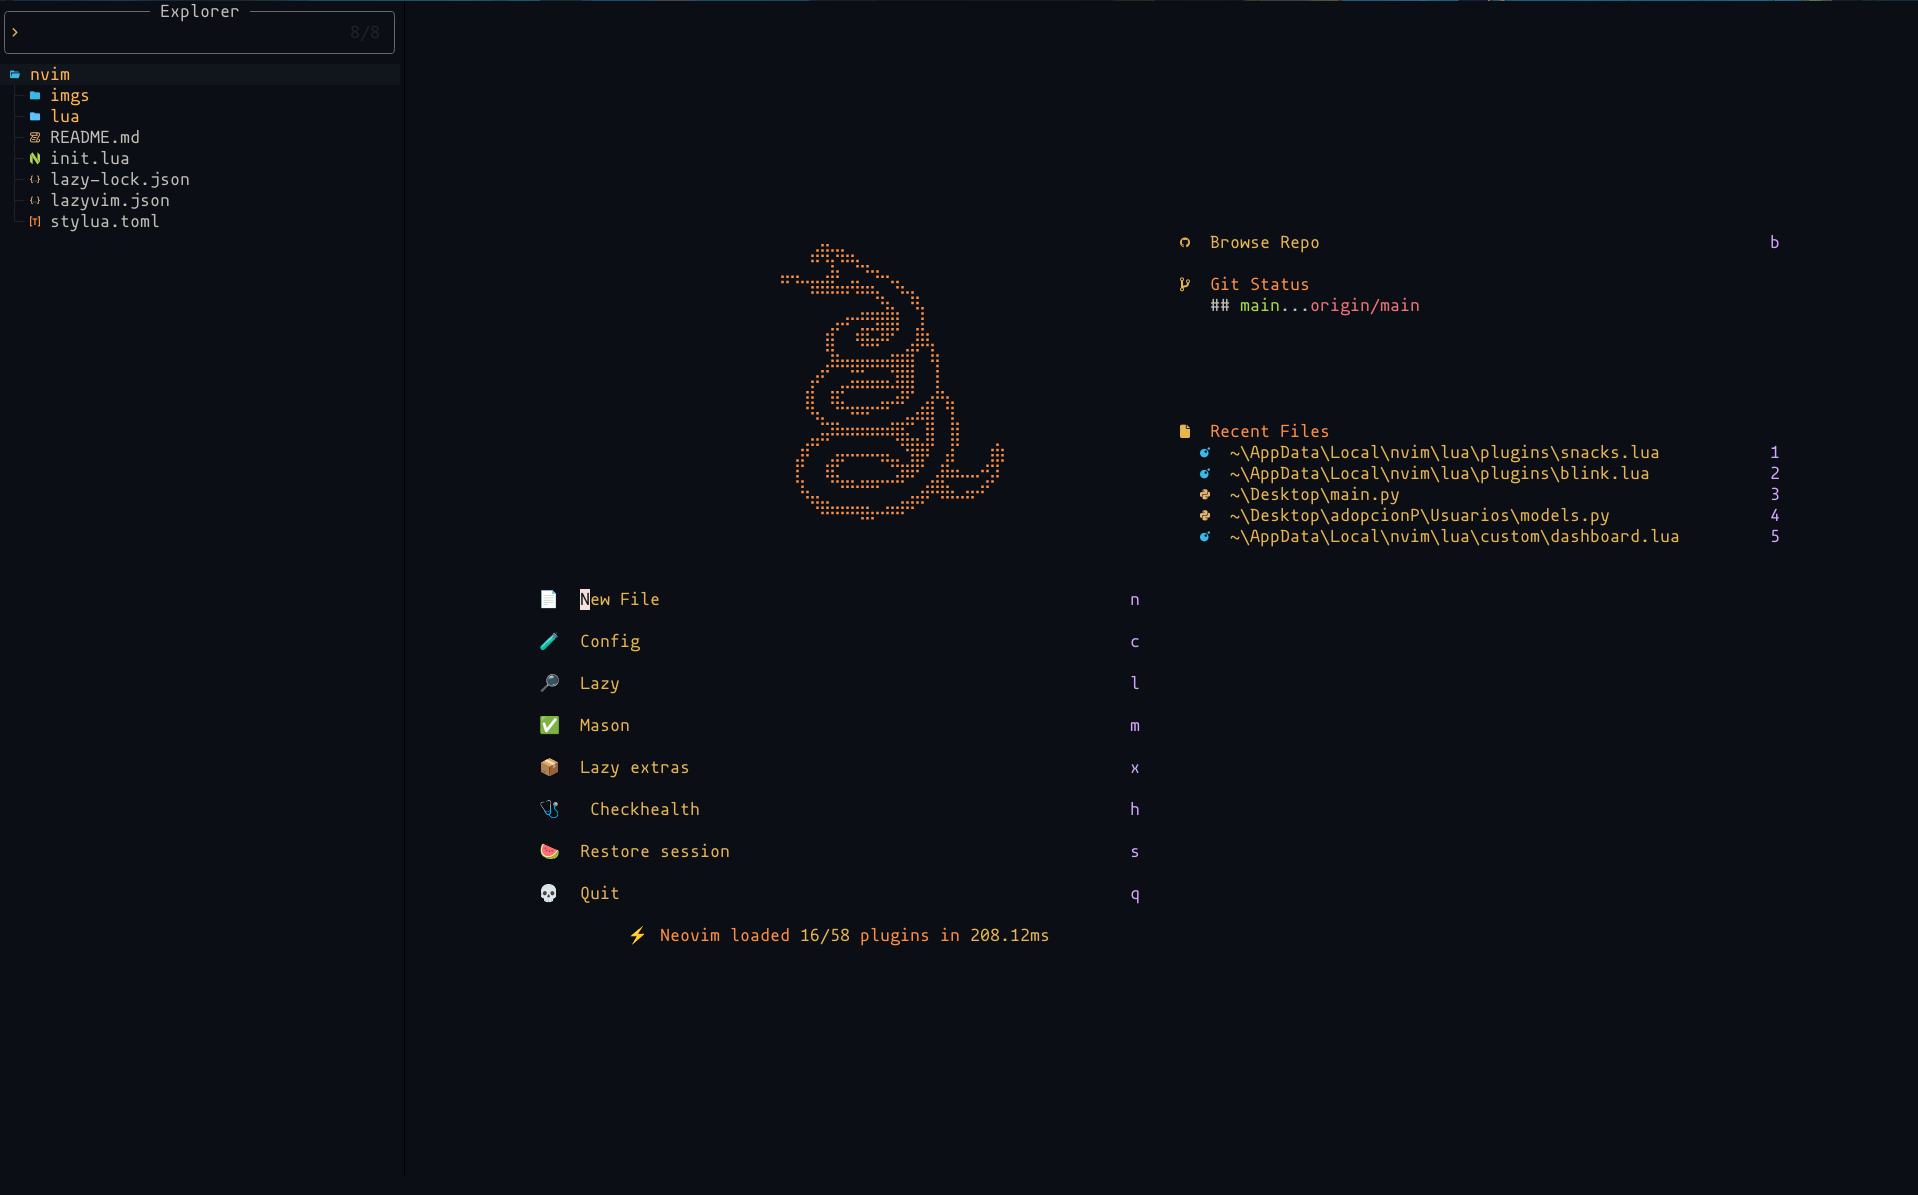 Explorer
> 8/8
nvim
imgs
lua
README.md
init.lua
lazy-lock.json
lazyvim.json
stylua.toml
Browse Repo b
Git Status
## main...origin/main
Recent Files
~\AppData\Local\nvim\lua\plugins\snacks.lua 1
~\AppData\Local\nvim\lua\plugins\blink.lua 2
~\Desktop\main.py 3
~\Desktop\adopcionP\Usuarios\models.py 4
~\AppData\Local\nvim\lua\custom\dashboard.lua 5
New File n
Config c
Lazy l
Mason m
Lazy extras x
Checkhealth h
Restore session s
Quit q
⚡ Neovim loaded 16/58 plugins in 208.12ms